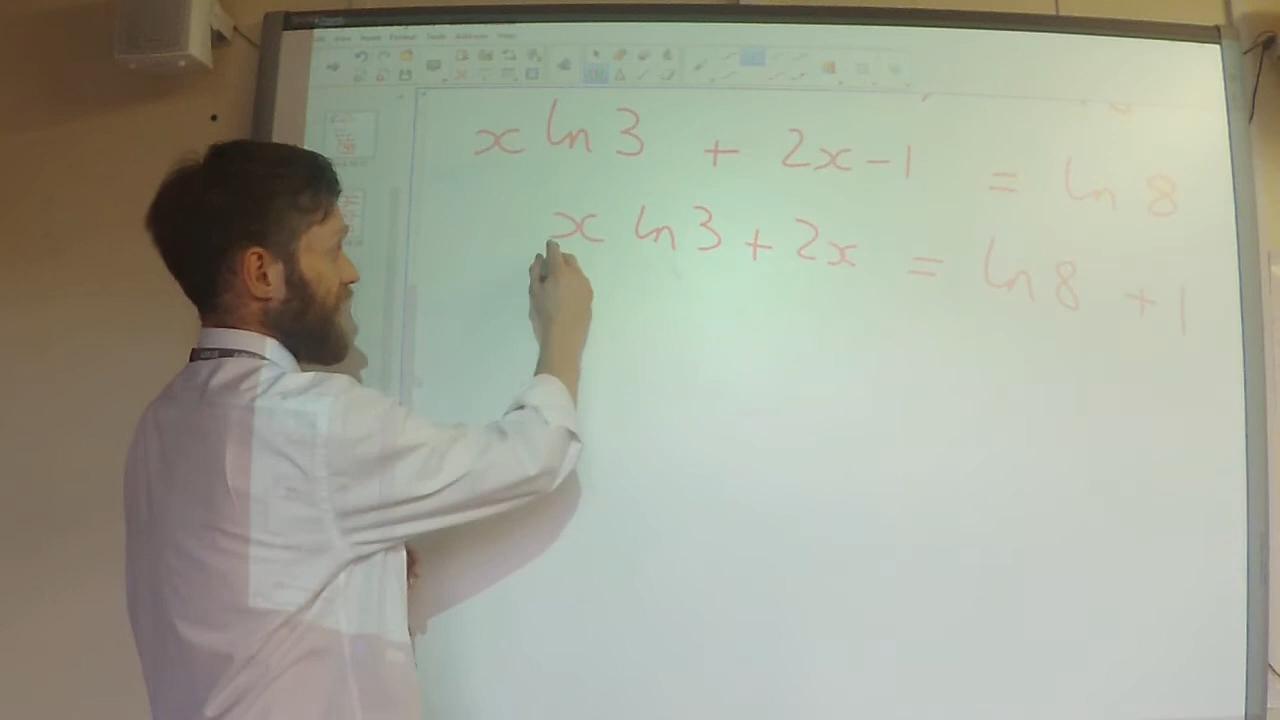 x ln 3 + 2x - 1 = ln 8
x ln 3 + 2x = ln 8 + 1